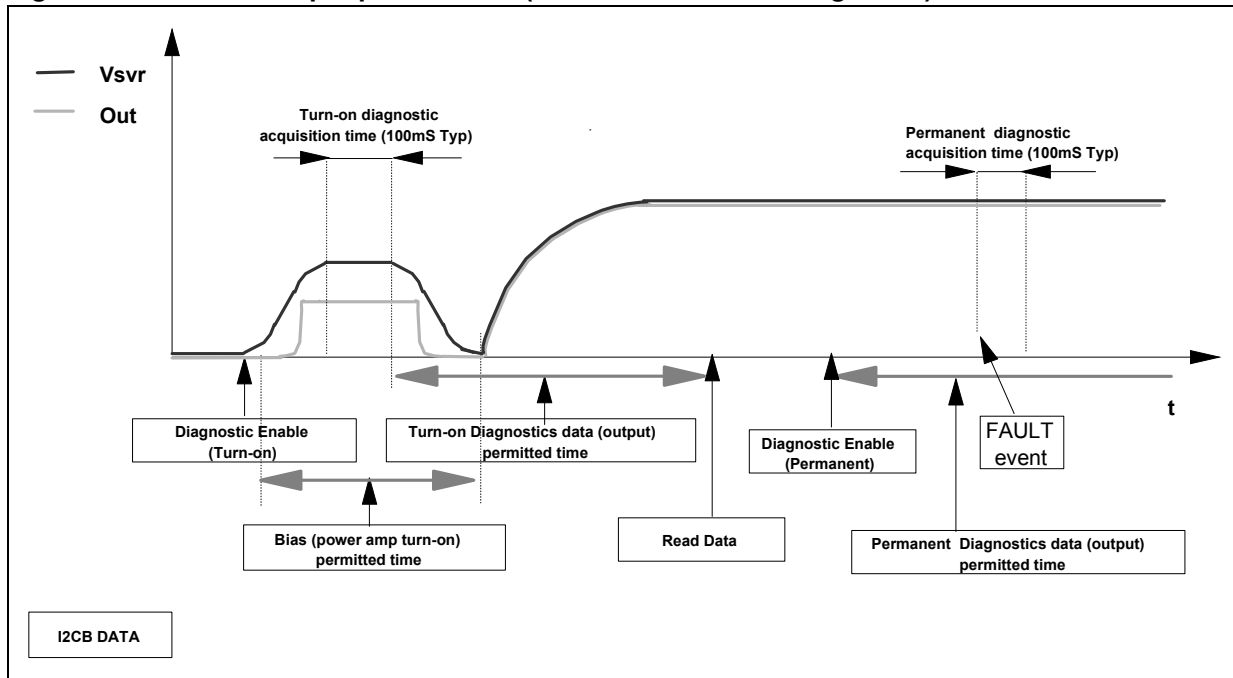 Vsvr
Out
Turn-on diagnostic
acquisition time (100mS Typ)
Permanent diagnostic
acquisition time (100mS Typ)
t
Diagnostic Enable
(Turn-on)
Turn-on Diagnostics data (output)
permitted time
Diagnostic Enable
(Permanent)
FAULT
event
Bias (power amp turn-on)
permitted time
Read Data
Permanent Diagnostics data (output)
permitted time
I2CB DATA